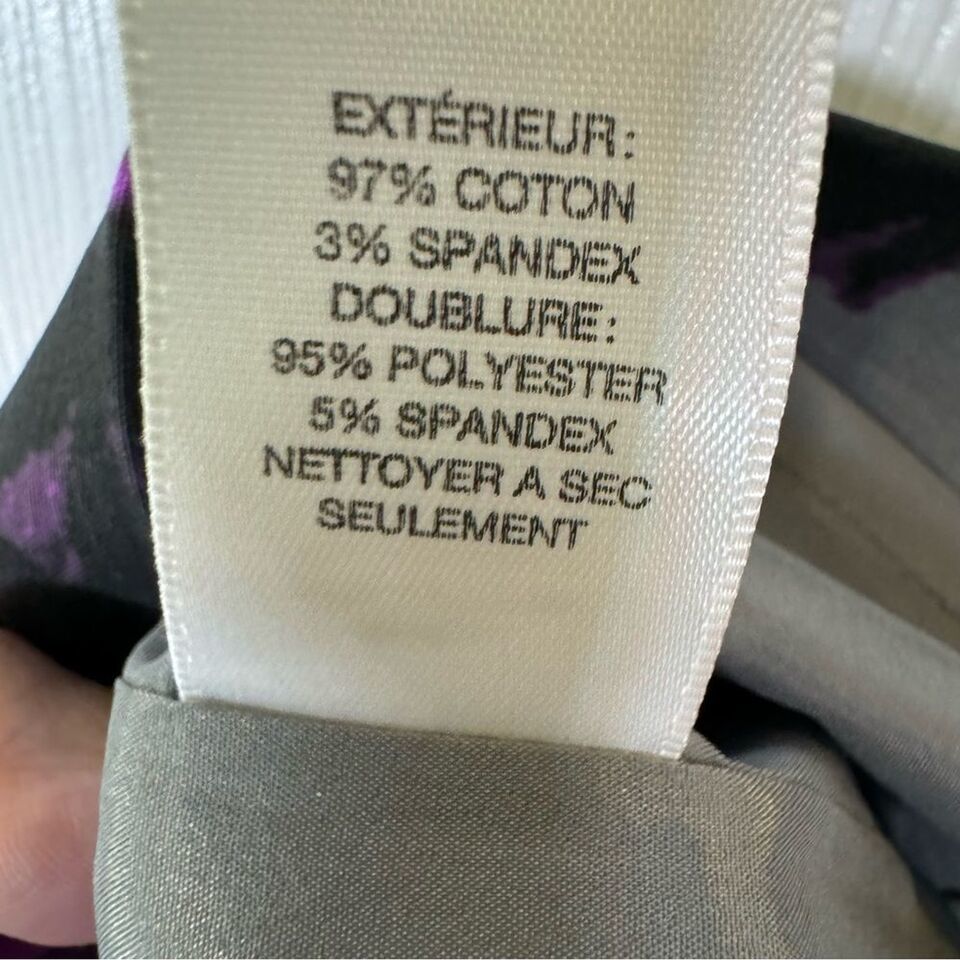 EXTÉRIEUR:
97% COTON
3% SPANDEX
DOUBLURE:
95% POLYESTER
5% SPANDEX
NETTOYER A SEC
SEULEMENT